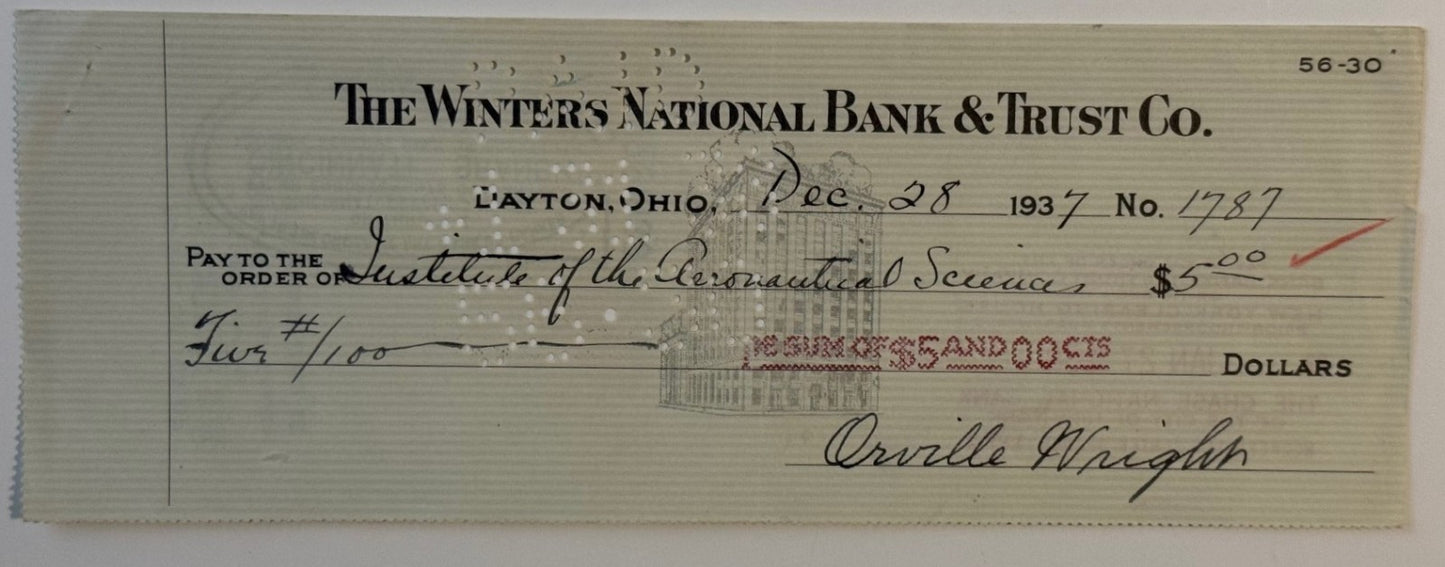 56-30
THE WINTERS NATIONAL BANK & TRUST CO.
DAYTON, OHIO, Dec. 28 1937 No. 1787
PAY TO THE
ORDER OF Institute of the Aeronautical Sciences $5 00
Five #/100 THE SUM OF $5 AND 00 CTS DOLLARS
Orville Wright